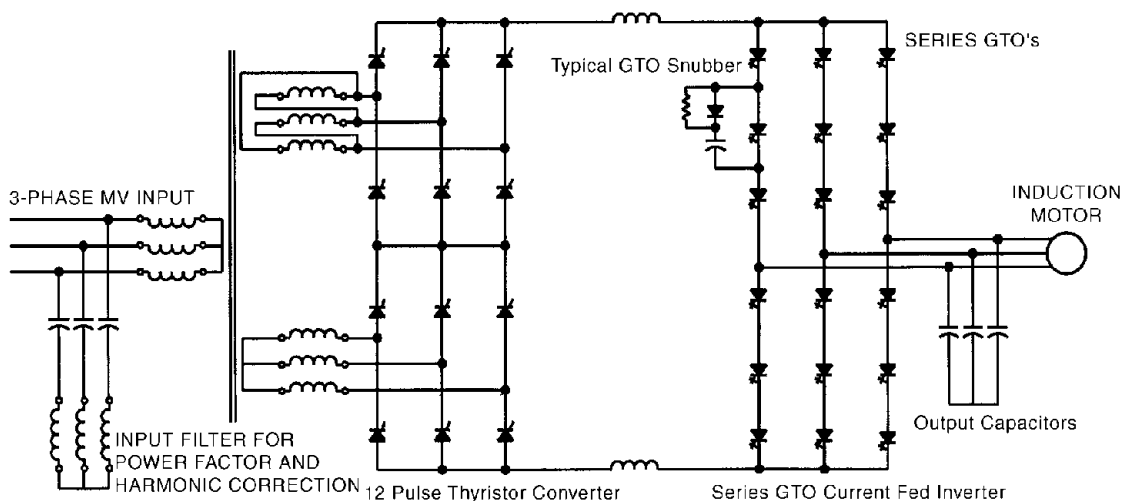 SERIES GTO's
Typical GTO Snubber
3-PHASE MV INPUT
INDUCTION
MOTOR
Output Capacitors
INPUT FILTER FOR
POWER FACTOR AND
HARMONIC CORRECTION
12 Pulse Thyristor Converter
Series GTO Current Fed Inverter